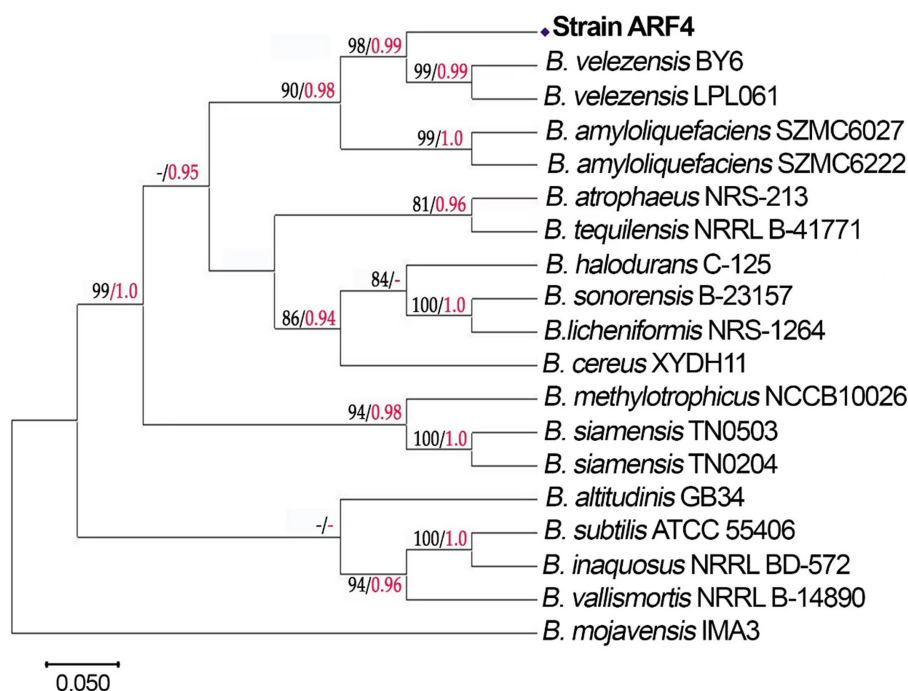 Strain ARF4
98/0.99
B. velezensis BY6
99/0.99
90/0.98
B. velezensis LPL061
B. amyloliquefaciens SZMC6027
99/1.0
B. amyloliquefaciens SZMC6222
-/0.95
B. atrophaeus NRS-213
81/0.96
B. tequilensis NRRL B-41771
B. halodurans C-125
84/-
99/1.0
B. sonorensis B-23157
100/1.0
86/0.94
B.licheniformis NRS-1264
B. cereus XYDH11
B. methylotrophicus NCCB10026
94/0.98
B. siamensis TN0503
100/1.0
B. siamensis TN0204
B. altitudinis GB34
-/-
B. subtilis ATCC 55406
100/1.0
B. inaquosus NRRL BD-572
94/0.96
B. vallismortis NRRL B-14890
B. mojavensis IMA3
0.050